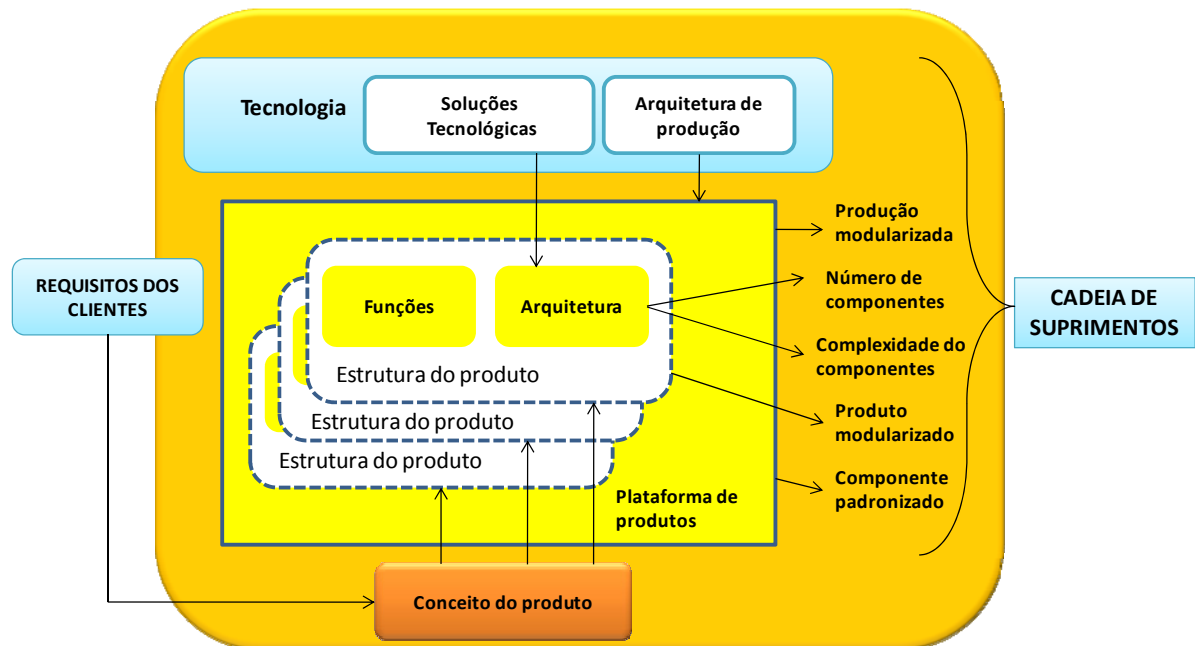 Tecnologia
Soluções
Tecnológicas
Arquitetura de
produção
REQUISITOS DOS
CLIENTES
Funções
Arquitetura
Estrutura do produto
Estrutura do produto
Estrutura do produto
Plataforma de
produtos
Conceito do produto
Produção
modularizada
Número de
componentes
Complexidade do
componentes
Produto
modularizado
Componente
padronizado
CADEIA DE
SUPRIMENTOS